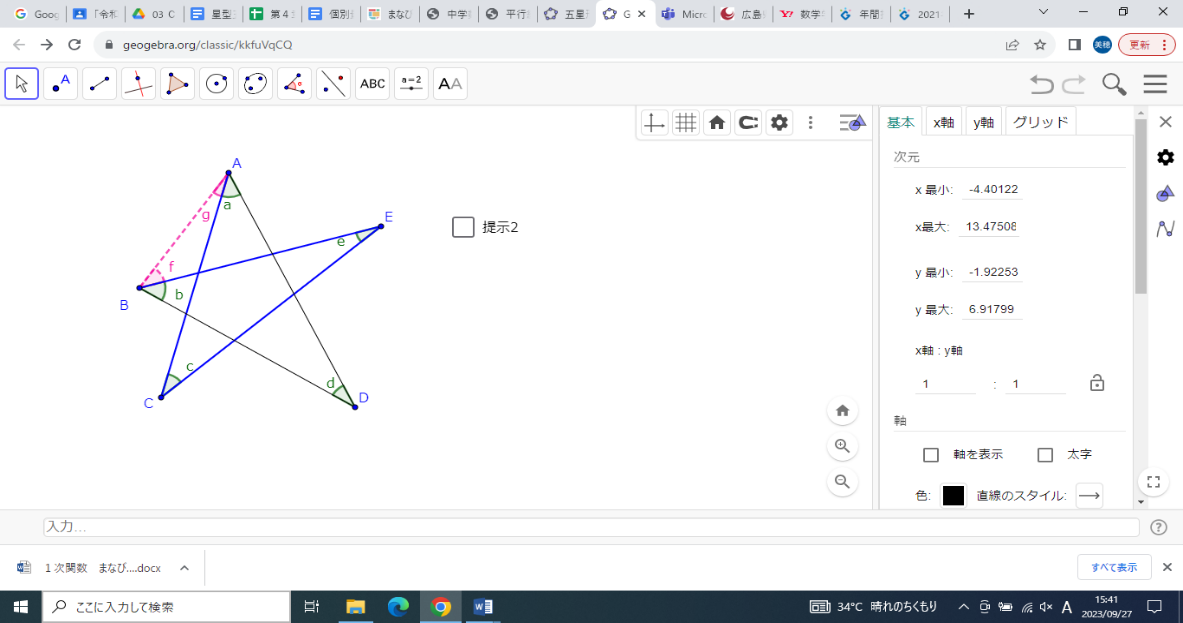 Goog
「令和
03 C
星型
第４
個別
まなび
中学
平行
五星
G
Micro
広島
数学
年間
2021
geogebra.org/classic/kkfuVqCQ
美穂
更新
A
ABC
a=2
AA
基本 x軸 y軸 グリッド
次元
x 最小: -4.40122
x最大: 13.47508
y 最小: -1.92253
y 最大: 6.91799
x軸 : y軸
1 : 1
軸
軸を表示 太字
色: 直線のスタイル:
A
a
g
E
e
提示2
f
b
B
c
d
C
D
入力…
１次関数 まなび....docx
すべて表示
ここに入力して検索
34°C 晴れのちくもり
A
15:41
2023/09/27